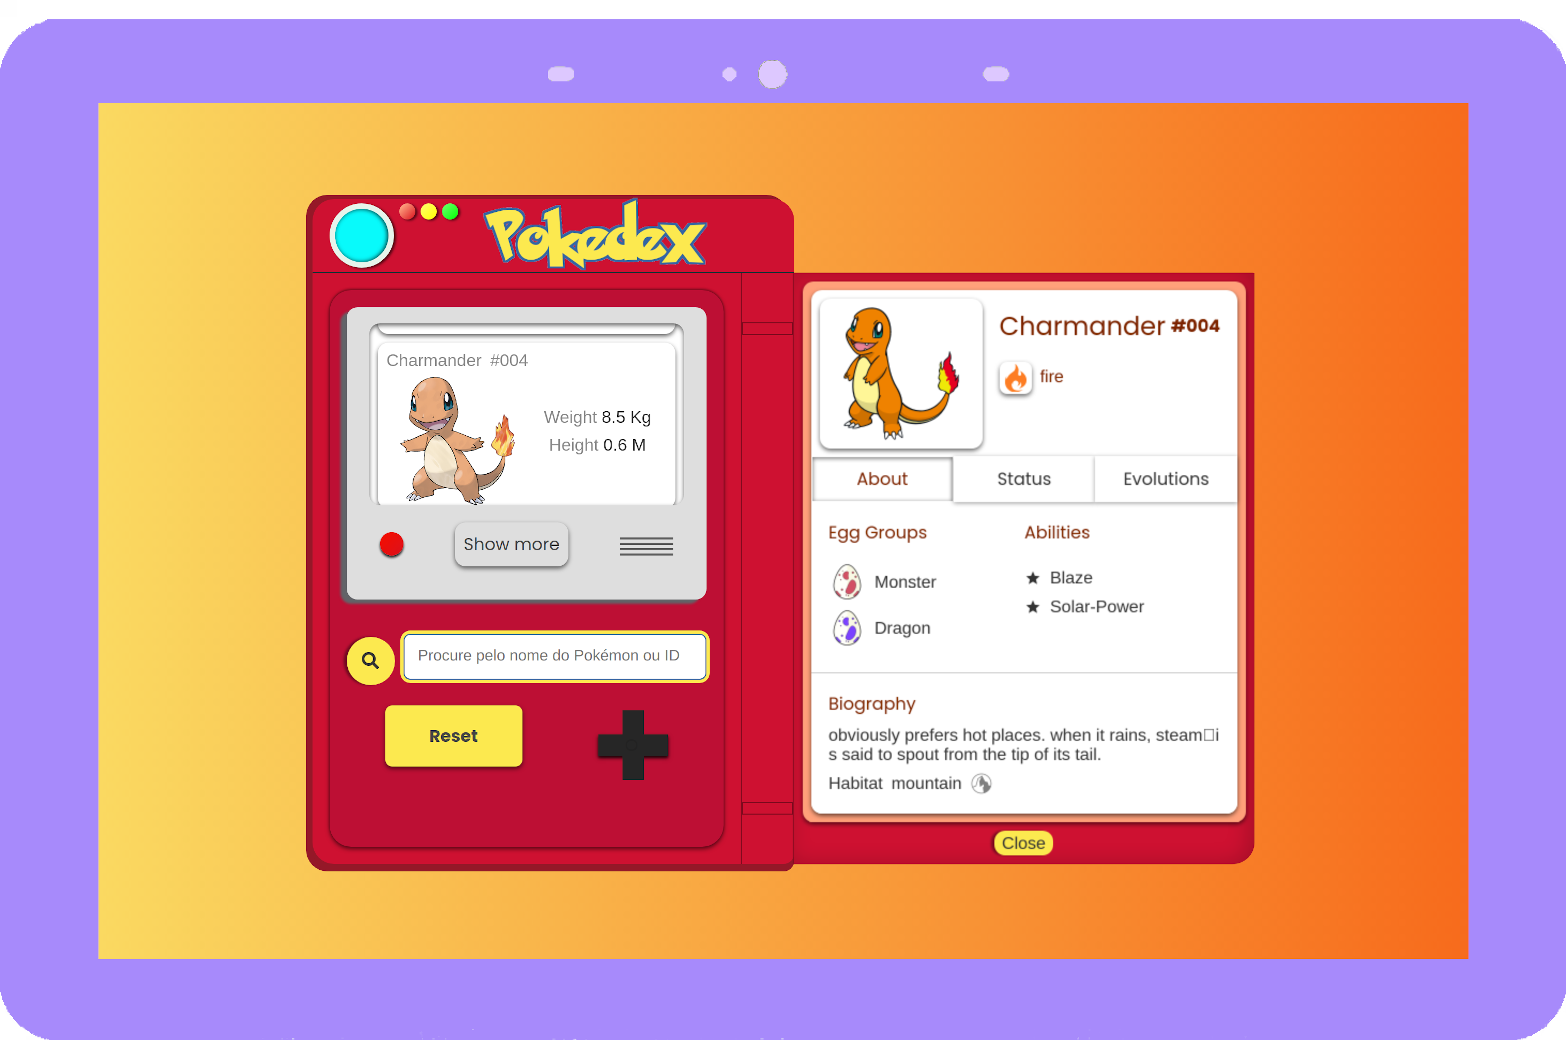 Pokedex
Charmander #004
Weight 8.5 Kg
Height 0.6 M
Show more
Procure pelo nome do Pokémon ou ID
Reset
Charmander #004
fire
About Status Evolutions
Egg Groups
Monster
Dragon
Abilities
★ Blaze
★ Solar-Power
Biography
obviously prefers hot places. when it rains, steam□i
s said to spout from the tip of its tail.
Habitat mountain
Close